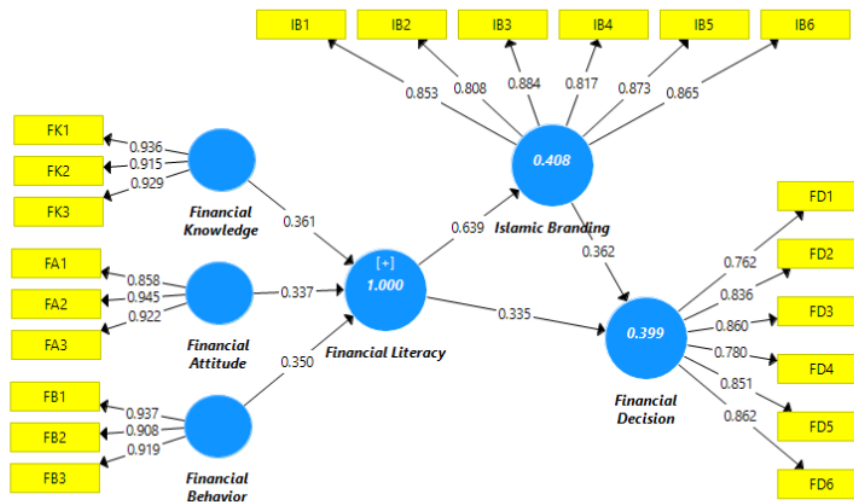 IB1
IB2
IB3
IB4
IB5
IB6
0.853
0.808
0.884
0.817
0.873
0.865
FK1
FK2
FK3
0.936
0.915
0.929
Financial
Knowledge
0.361
0.408
Islamic Branding
0.639
0.362
FA1
FA2
FA3
0.858
0.945
0.922
Financial
Attitude
0.337
[+]
1.000
Financial Literacy
0.335
FB1
FB2
FB3
0.937
0.908
0.919
Financial
Behavior
0.350
0.399
Financial
Decision
0.762
0.836
0.860
0.780
0.851
0.862
FD1
FD2
FD3
FD4
FD5
FD6